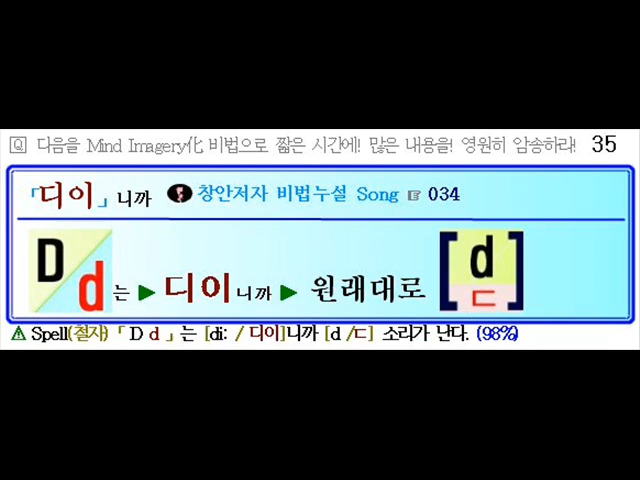 Q 다음을 Mind Imagery化 비법으로 짧은 시간에! 많은 내용을! 영원히 암송하라! 35
「디이」니까 창안저자 비법누설 Song ☞ 034
D d 는 ▶ 디이니까 ▶ 원래대로 [d ㄷ]
⚠ Spell(철자) 「 D d 」는 [di: / 디이]니까 [d /ㄷ] 소리가 난다. (98%)